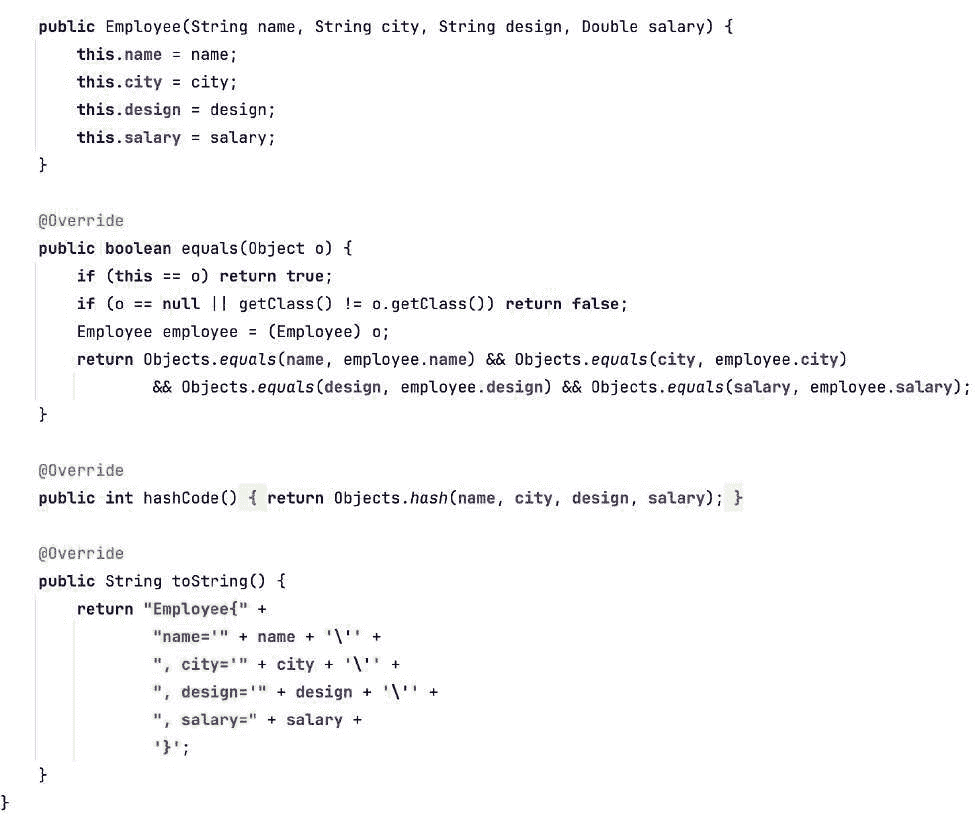 public Employee(String name, String city, String design, Double salary) {
this.name = name;
this.city = city;
this.design = design;
this.salary = salary;
}
@Override
public boolean equals(Object o) {
if (this == o) return true;
if (o == null || getClass() != o.getClass()) return false;
Employee employee = (Employee) o;
return Objects.equals(name, employee.name) && Objects.equals(city, employee.city)
&& Objects.equals(design, employee.design) && Objects.equals(salary, employee.salary);
}
@Override
public int hashCode() { return Objects.hash(name, city, design, salary); }
@Override
public String toString() {
return "Employee{" +
"name='" + name + '\'' +
", city='" + city + '\'' +
", design='" + design + '\'' +
", salary=" + salary +
'}';
}
}